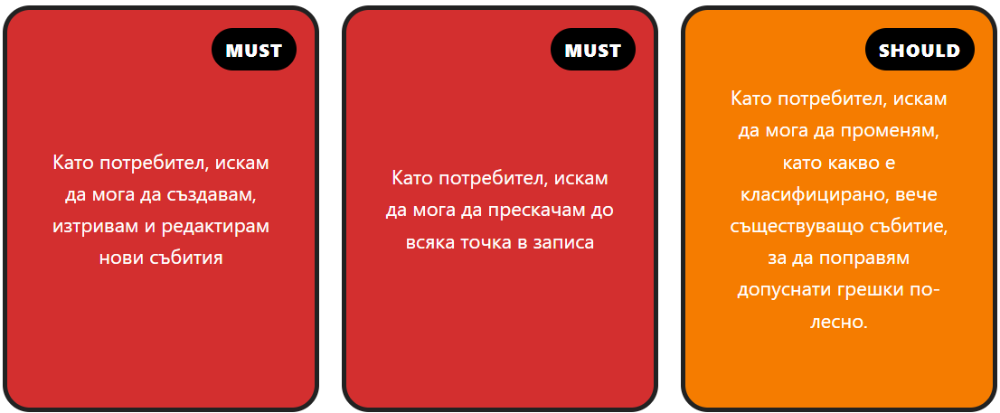 MUST
Като потребител, искам
да мога да създавам,
изтривам и редактирам
нови събития
MUST
Като потребител, искам
да мога да прескачам до
всяка точка в записа
SHOULD
Като потребител, искам
да мога да променям,
като какво е
класифицирано, вече
съществуващо събитие,
за да поправям
допуснати грешки по-
лесно.